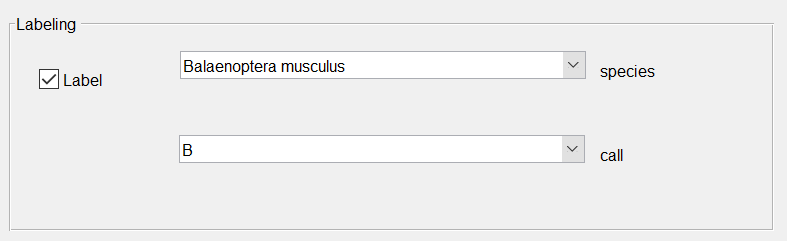 Labeling
Balaenoptera musculus
species
Label
B
call